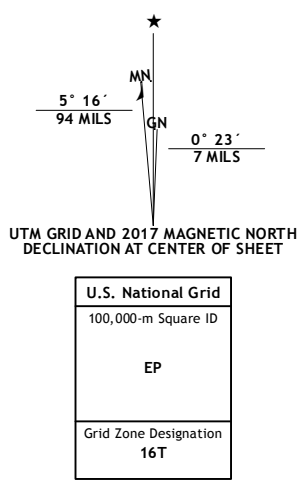 ★
MN
5° 16´
94 MILS
GN
0° 23´
7 MILS
UTM GRID AND 2017 MAGNETIC NORTH
DECLINATION AT CENTER OF SHEET
U.S. National Grid
100,000-m Square ID
EP
Grid Zone Designation
16T